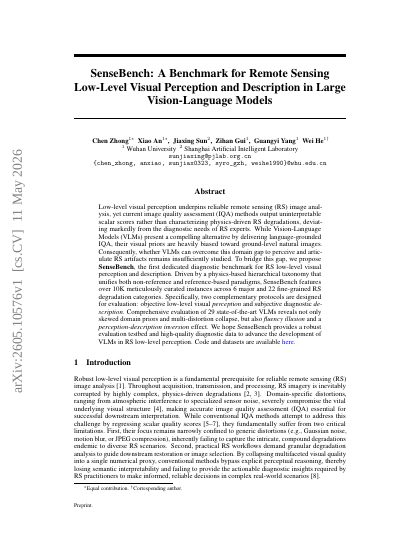 SenseBench: A Benchmark for Remote Sensing
Low-Level Visual Perception and Description in Large
Vision-Language Models
Chen Zhong1* Xiao An1*, Jiaxing Sun2, Zihan Gui1, Guangyi Yang1 Wei He1†
1 Wuhan University 2 Shanghai Artificial Intelligent Laboratory
sunjiaxing@pjlab.org.cn
{chen_zhong, anxiao, sunjiax0323, syro_gzh, weihe1990}@whu.edu.cn
Abstract
Low-level visual perception underpins reliable remote sensing (RS) image anal-
ysis, yet current image quality assessment (IQA) methods output uninterpretable
scalar scores rather than characterizing physics-driven RS degradations, deviat-
ing markedly from the diagnostic needs of RS experts. While Vision-Language
Models (VLMs) present a compelling alternative by delivering language-grounded
IQA, their visual priors are heavily biased toward ground-level natural images.
Consequently, whether VLMs can overcome this domain gap to perceive and artic-
ulate RS artifacts remains insufficiently studied. To bridge this gap, we propose
SenseBench, the first dedicated diagnostic benchmark for RS low-level visual
perception and description. Driven by a physics-based hierarchical taxonomy that
unifies both non-reference and reference-based paradigms, SenseBench features
over 10K meticulously curated instances across 6 major and 22 fine-grained RS
degradation categories. Specifically, two complementary protocols are designed
for evaluation: objective low-level visual perception and subjective diagnostic de-
scription. Comprehensive evaluation of 29 state-of-the-art VLMs reveals not only
skewed domain priors and multi-distortion collapse, but also fluency illusion and a
perception-description inversion effect. We hope SenseBench provides a robust
evaluation testbed and high-quality diagnostic data to advance the development of
VLMs in RS low-level perception. Code and datasets are available here.
1 Introduction
Robust low-level visual perception is a fundamental prerequisite for reliable remote sensing (RS)
image analysis [1]. Throughout acquisition, transmission, and processing, RS imagery is inevitably
corrupted by highly complex, physics-driven degradations [2, 3]. Domain-specific distortions,
ranging from atmospheric interference to specialized sensor noise, severely compromise the vital
underlying visual structure [4], making accurate image quality assessment (IQA) essential for
successful downstream interpretation. While conventional IQA methods attempt to address this
challenge by regressing scalar quality scores [5–7], they fundamentally suffer from two critical
limitations. First, their focus remains narrowly confined to generic distortions (e.g., Gaussian noise,
motion blur, or JPEG compression), inherently failing to capture the intricate, compound degradations
endemic to diverse RS scenarios. Second, practical RS workflows demand granular degradation
analysis to guide downstream restoration or image selection. By collapsing multifaceted visual quality
into a single numerical proxy, conventional methods bypass explicit perceptual reasoning, thereby
losing semantic interpretability and failing to provide the actionable diagnostic insights required by
RS practitioners to make informed, reliable decisions in complex real-world scenarios [8].
*Equal contribution. †Corresponding author.
Preprint.
arXiv:2605.10576v1 [cs.CV] 11 May 2026